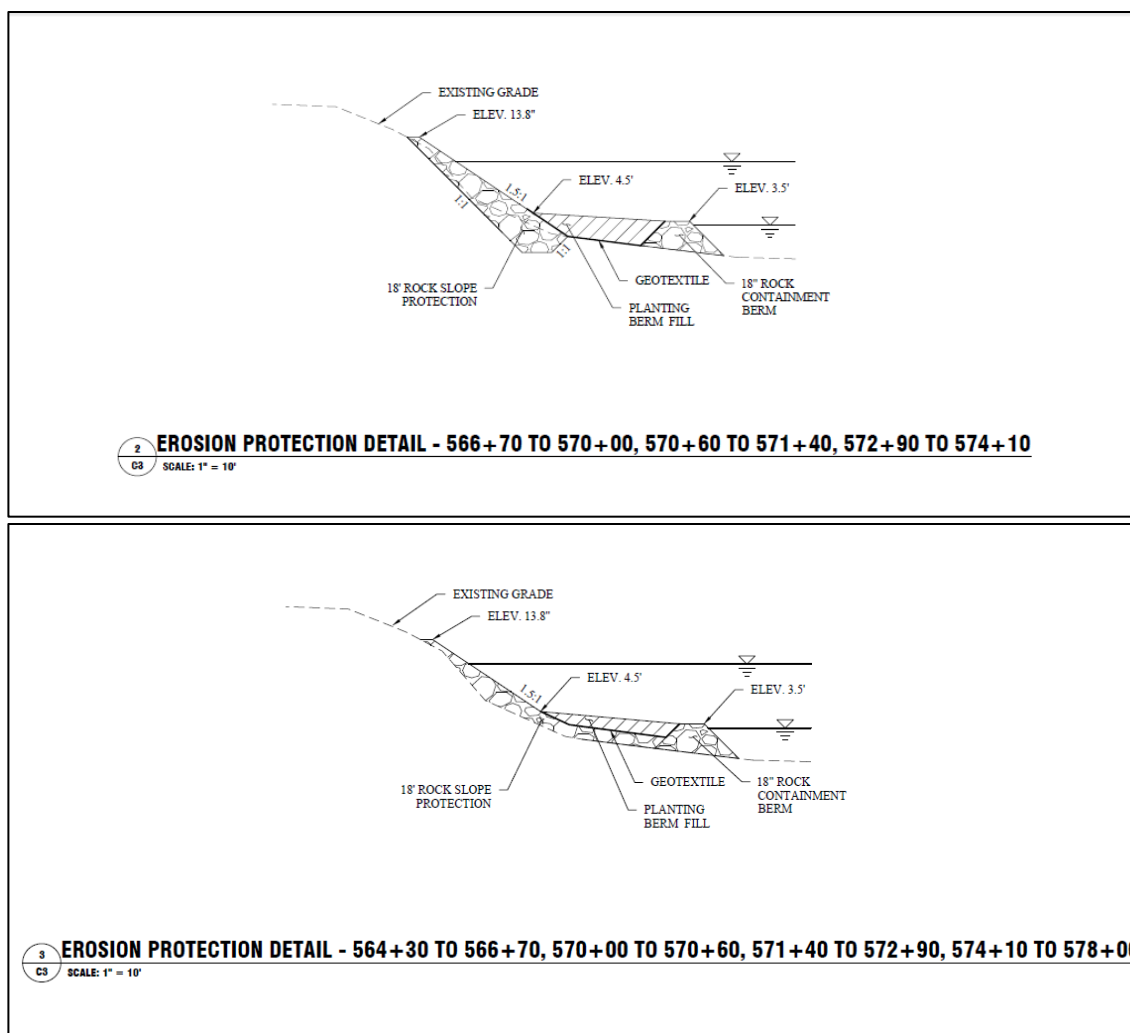 EXISTING GRADE
ELEV. 13.8"
ELEV. 4.5'
ELEV. 3.5'
1.5:1
1:1
1:1
GEOTEXTILE
18' ROCK SLOPE
PROTECTION
18" ROCK
CONTAINMENT
BERM
PLANTING
BERM FILL
2
C3
EROSION PROTECTION DETAIL - 566+70 TO 570+00, 570+60 TO 571+40, 572+90 TO 574+10
SCALE: 1" = 10'
EXISTING GRADE
ELEV. 13.8"
ELEV. 4.5'
ELEV. 3.5'
1.5:1
GEOTEXTILE
18' ROCK SLOPE
PROTECTION
18" ROCK
CONTAINMENT
BERM
PLANTING
BERM FILL
3
C3
EROSION PROTECTION DETAIL - 564+30 TO 566+70, 570+00 TO 570+60, 571+40 TO 572+90, 574+10 TO
SCALE: 1" = 10'